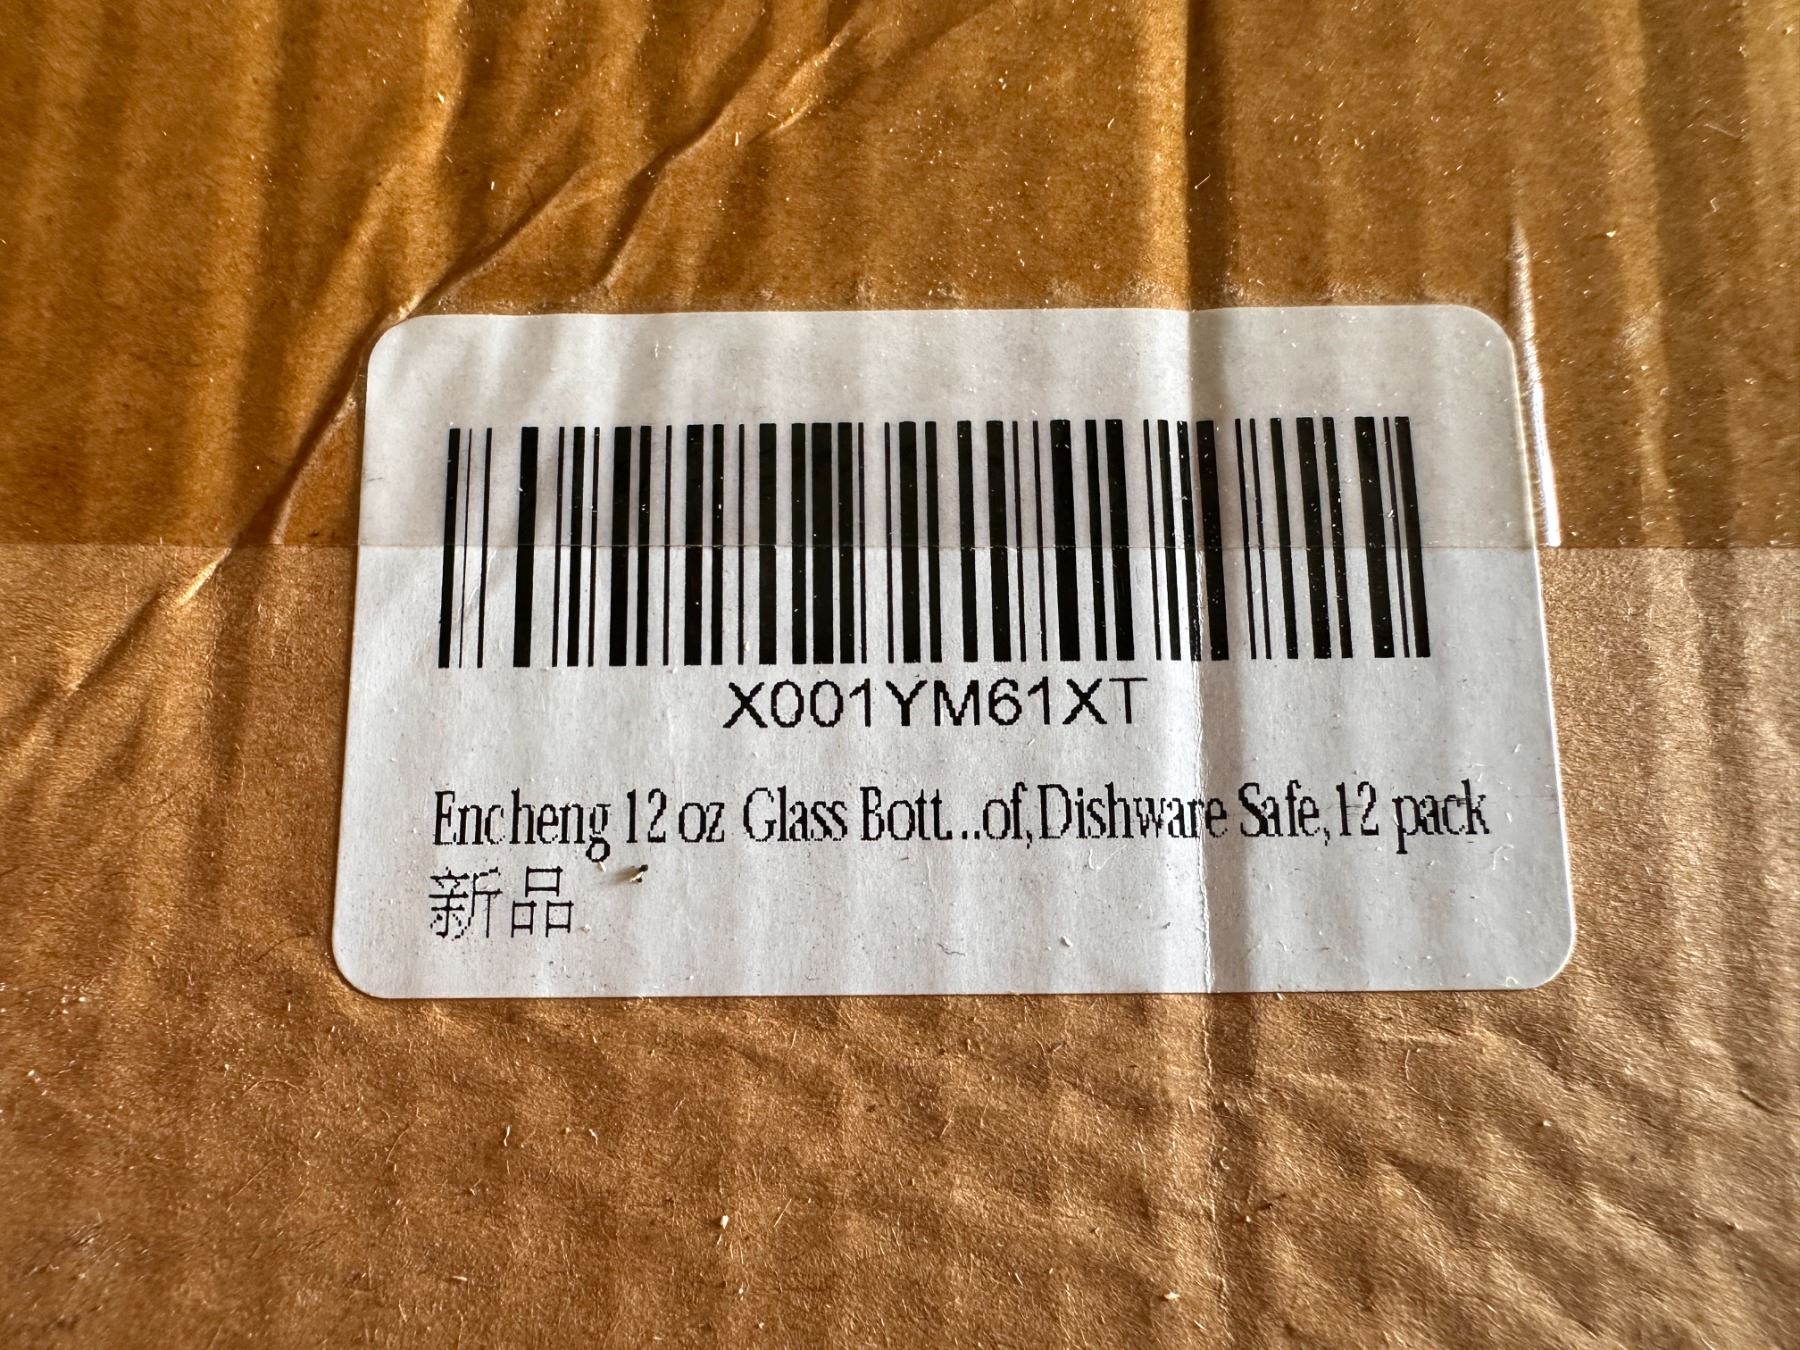 X001YM61XT
Encheng 12 oz Glass Bott...of,Dishware Safe,12 pack
新品